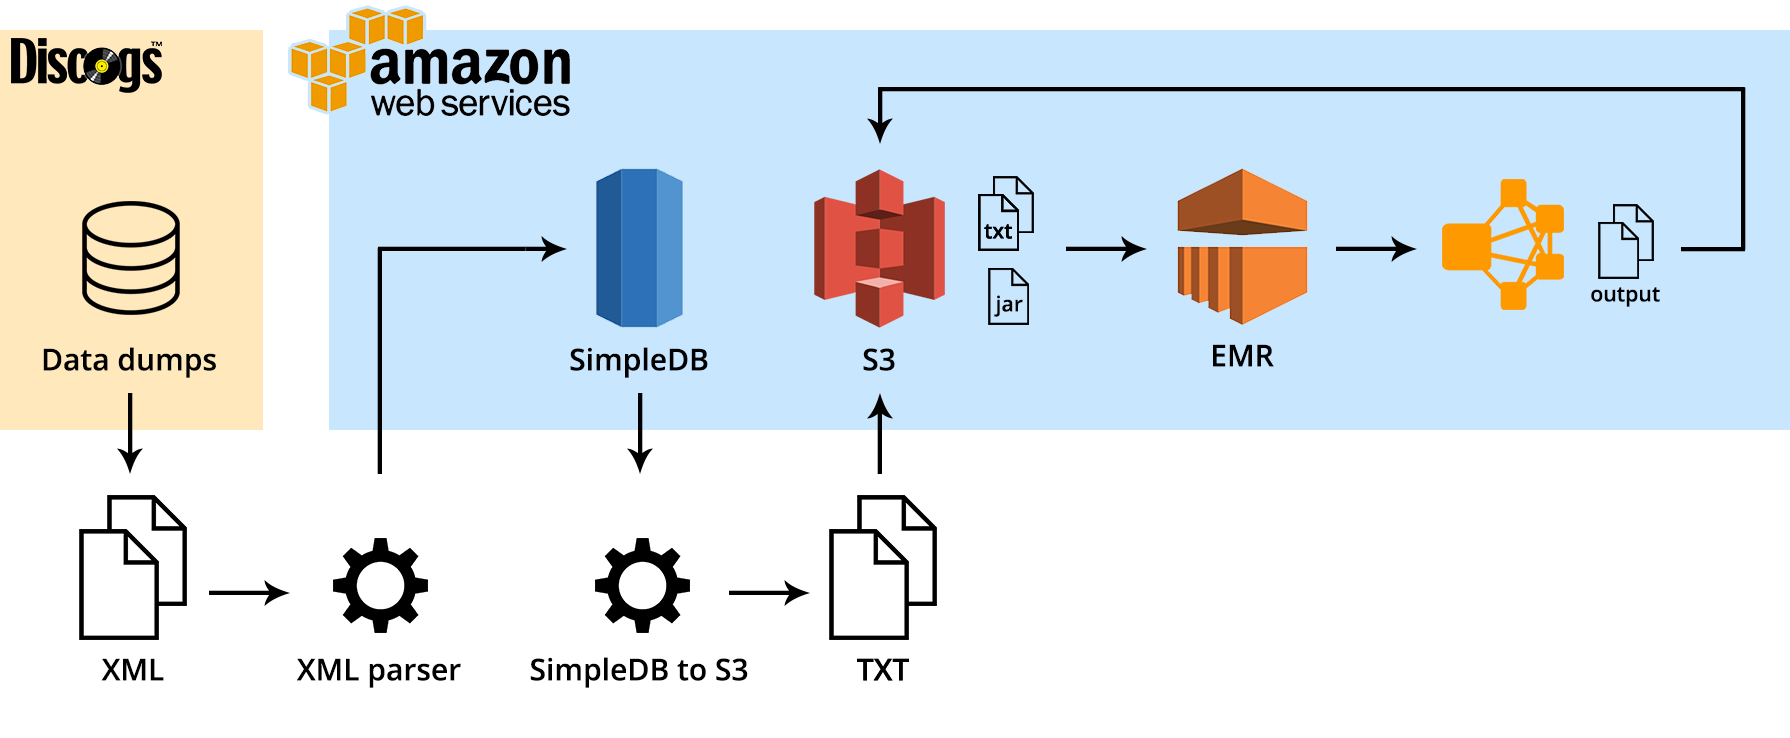 Discogs™
amazon
web services
txt
jar
output
Data dumps
SimpleDB
S3
EMR
XML
XML parser
SimpleDB to S3
TXT